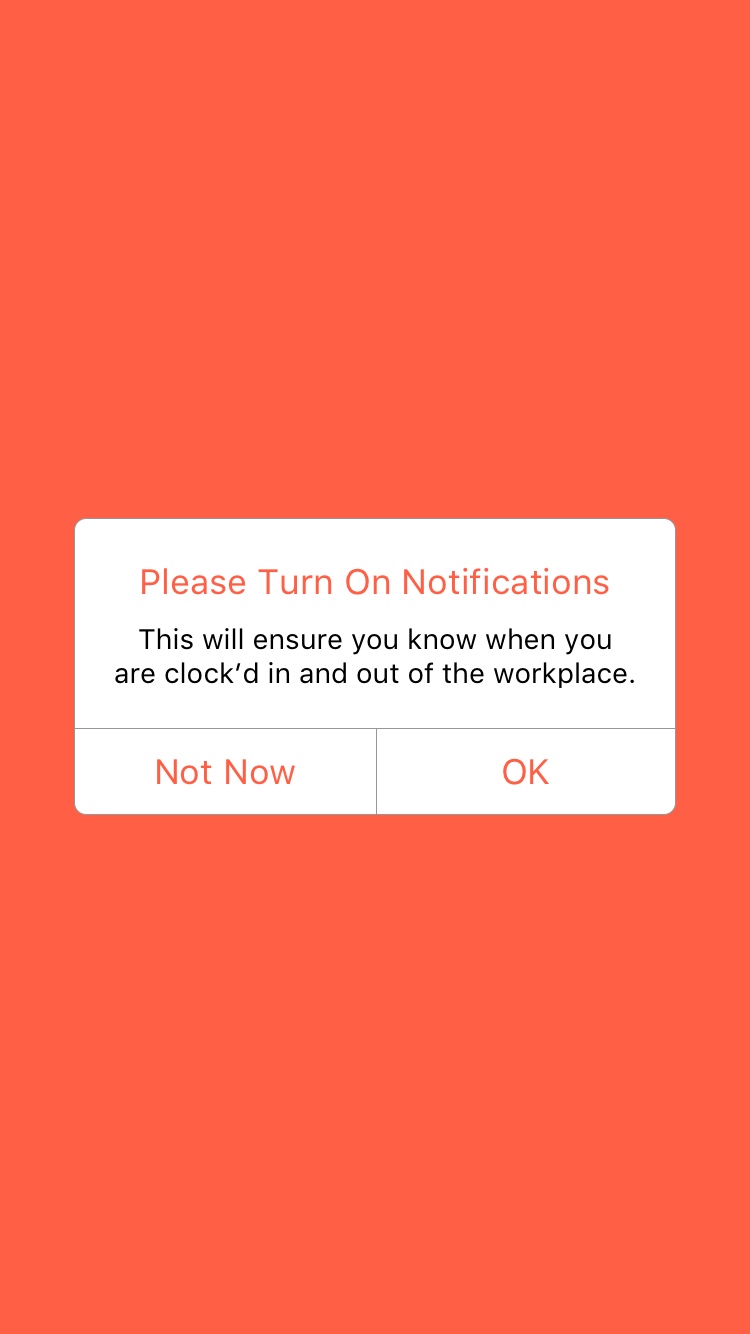 Please Turn On Notifications
This will ensure you know when you
are clock’d in and out of the workplace.
Not Now
OK